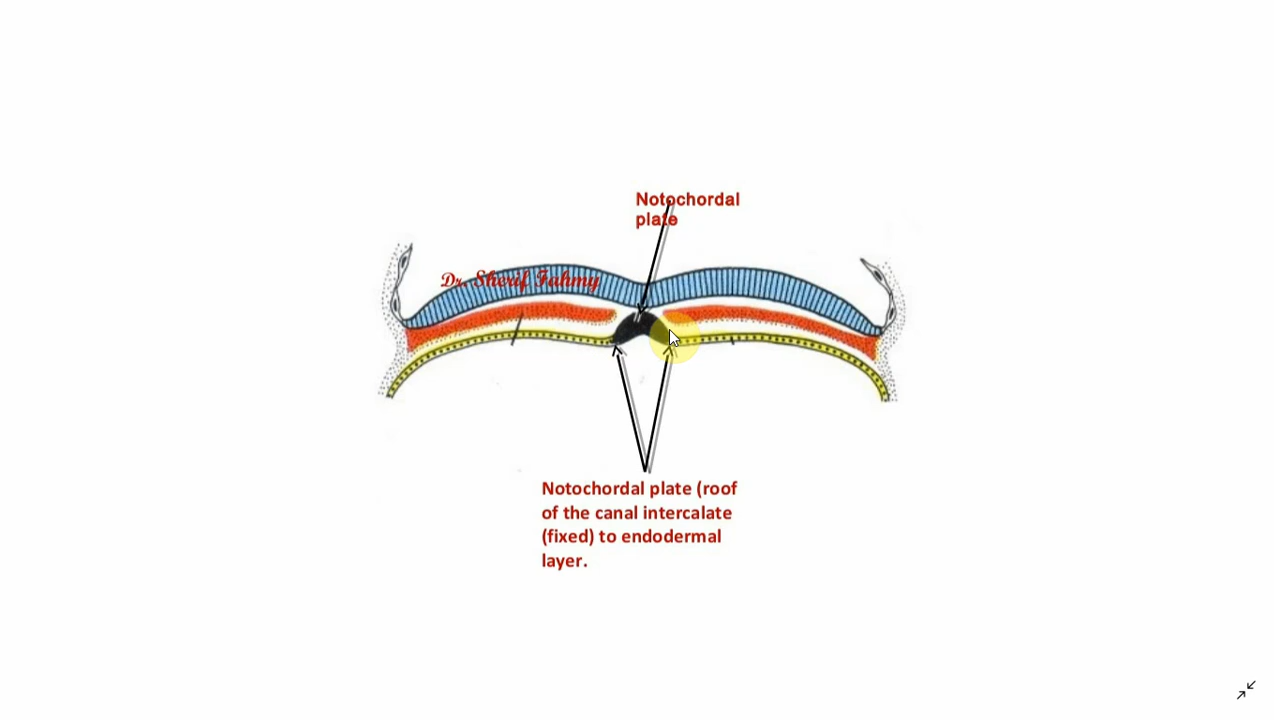 Notochordal
plate
Dr. Sherif Fahmy
Notochordal plate (roof
of the canal intercalate
(fixed) to endodermal
layer.